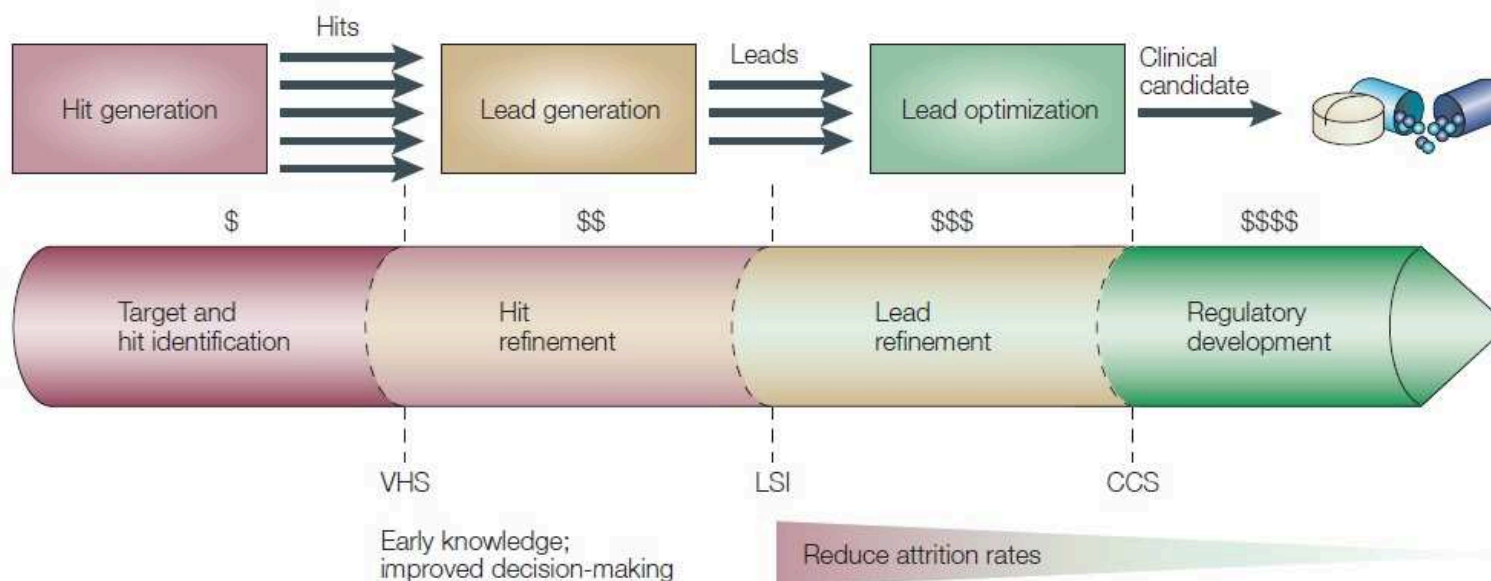 Hits
Hit generation
Lead generation
Leads
Lead optimization
Clinical
candidate
$
$$
$$$
$$$$
Target and
hit identification
Hit
refinement
Lead
refinement
Regulatory
development
VHS
LSI
CCS
Early knowledge;
improved decision-making
Reduce attrition rates